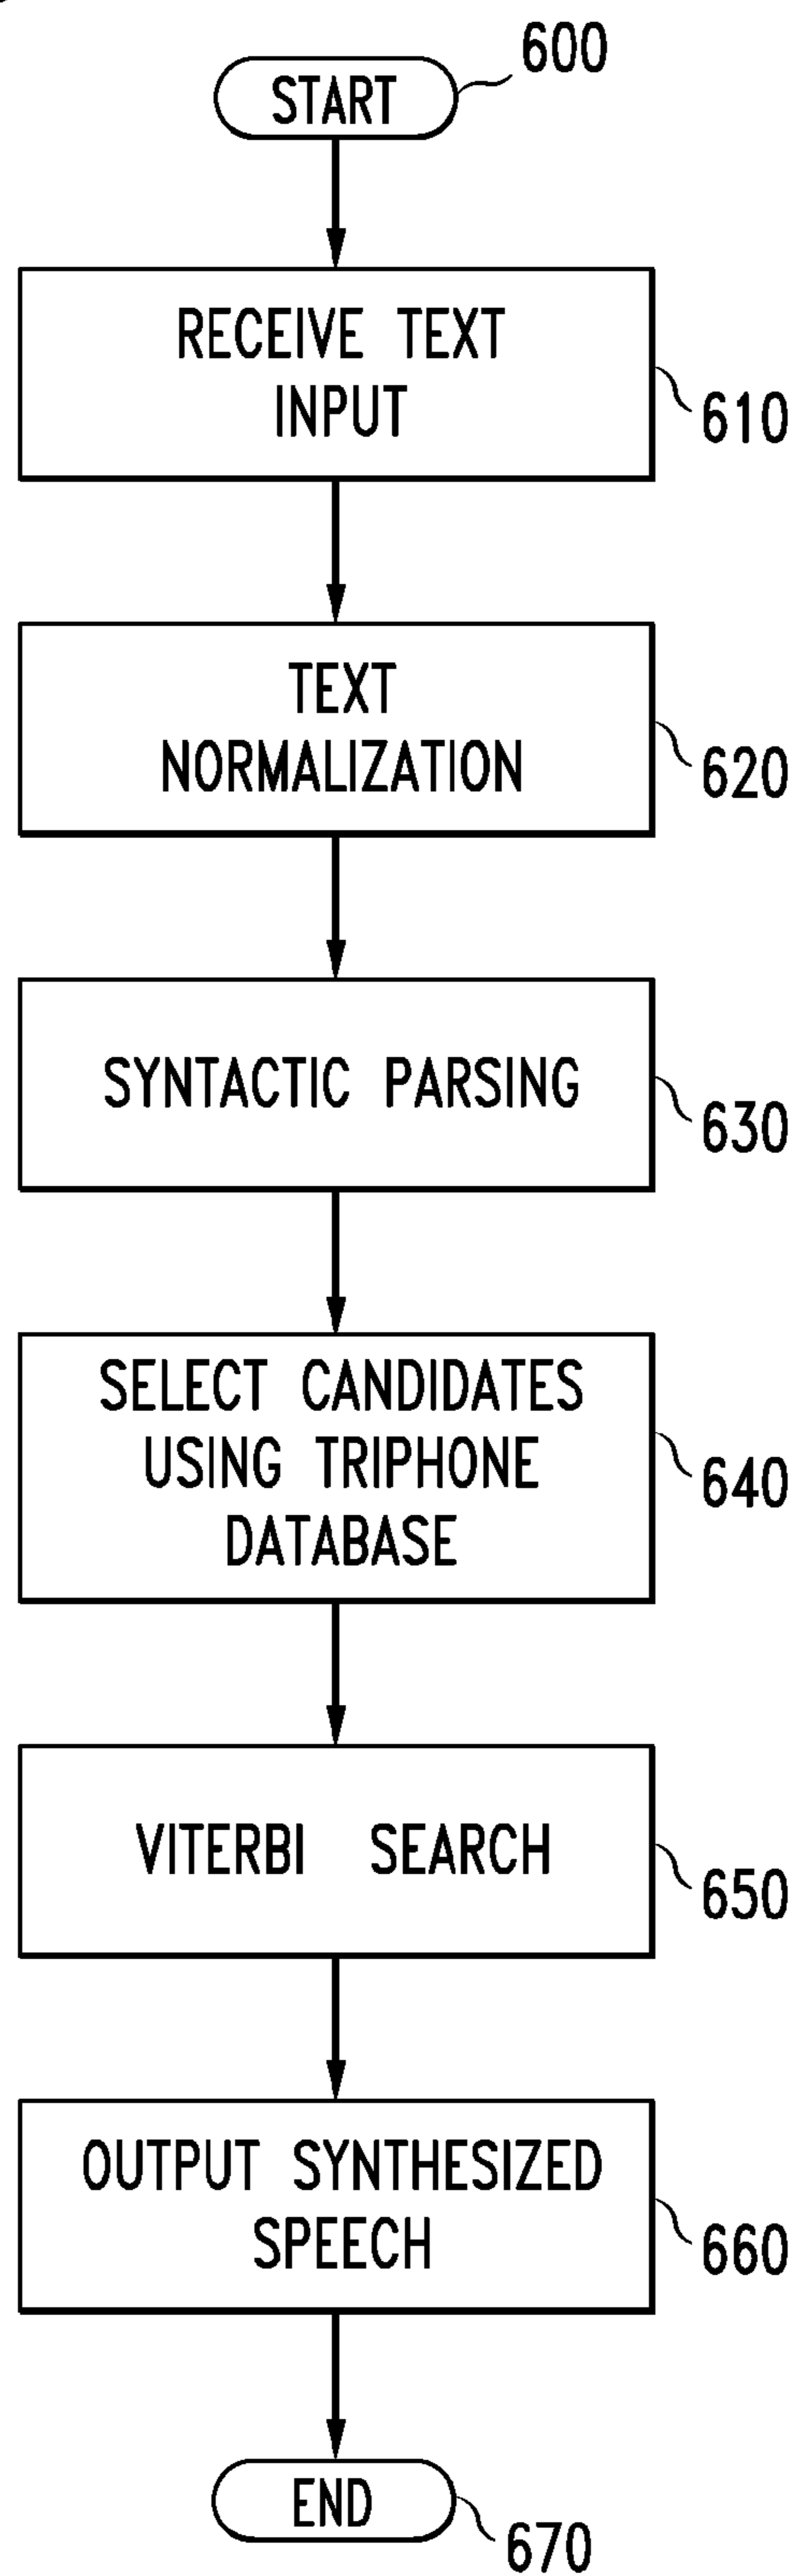 START
600
RECEIVE TEXT
INPUT
610
TEXT
NORMALIZATION
620
SYNTACTIC PARSING
630
SELECT CANDIDATES
USING TRIPHONE
DATABASE
640
VITERBI SEARCH
650
OUTPUT SYNTHESIZED
SPEECH
660
END
670